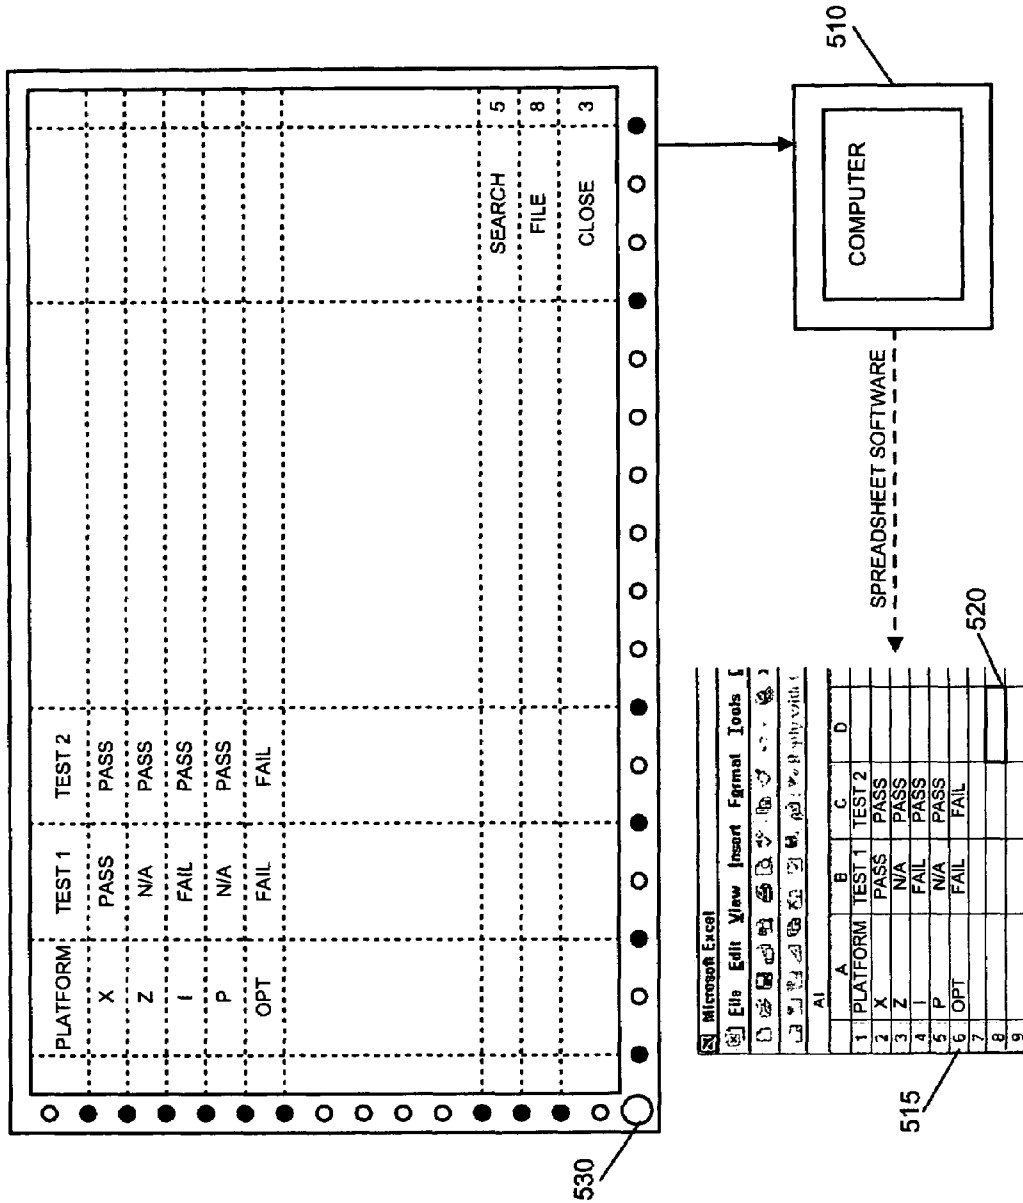 PLATFORM TEST 1 TEST 2
X PASS PASS
Z N/A PASS
I FAIL PASS
P N/A PASS
OPT FAIL FAIL
SEARCH 5
FILE 8
CLOSE 3
530
COMPUTER
510
SPREADSHEET SOFTWARE
Microsoft Excel
File Edit View Insert Format Tools
A1
A B C D
1 PLATFORM TEST 1 TEST 2
2 X PASS PASS
3 Z N/A PASS
4 I FAIL PASS
5 P N/A PASS
6 OPT FAIL FAIL
7
8
9
515
520